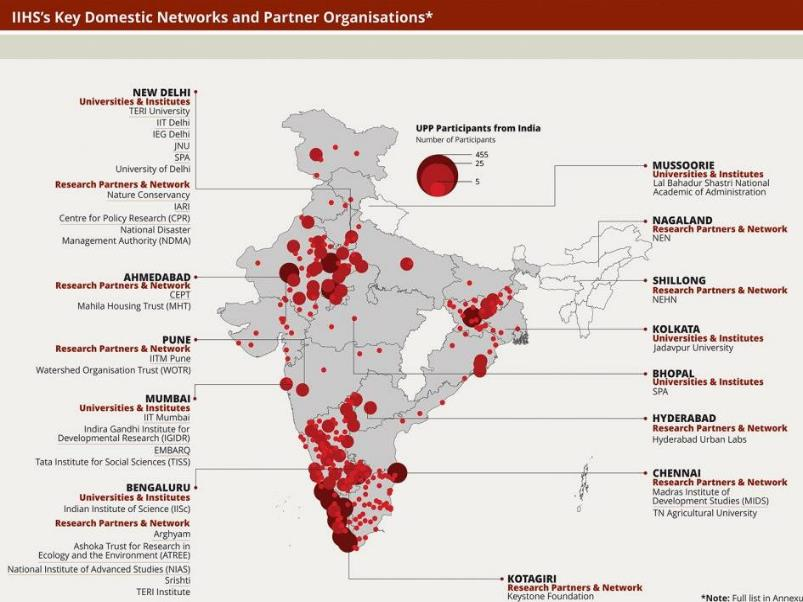 IIHS's Key Domestic Networks and Partner Organisations*
NEW DELHI
Universities & Institutes
TERI University
IIT Delhi
IEG Delhi
JNU
SPA
University of Delhi
Research Partners & Network
Nature Conservancy
IARI
Centre for Policy Research (CPR)
National Disaster
Management Authority (NDMA)
AHMEDABAD
Research Partners & Network
CEPT
Mahila Housing Trust (MHT)
PUNE
Research Partners & Network
IITM Pune
Watershed Organisation Trust (WOTR)
MUMBAI
Universities & Institutes
IIT Mumbai
Indira Gandhi Institute for
Developmental Research (IGIDR)
EMBARQ
Tata Institute for Social Sciences (TISS)
BENGALURU
Universities & Institutes
Indian Institute of Science (IISc)
Research Partners & Network
Arghyam
Ashoka Trust for Research in
Ecology and the Environment (ATREE)
National Institute of Advanced Studies (NIAS)
Srishti
TERI Institute
UPP Participants from India
Number of Participants
455
25
5
MUSSOORIE
Universities & Institutes
Lal Bahadur Shastri National
Academic of Administration
NAGALAND
Research Partners & Network
NEN
SHILLONG
Research Partners & Network
NEHN
KOLKATA
Universities & Institutes
Jadavpur University
BHOPAL
Universities & Institutes
SPA
HYDERABAD
Research Partners & Network
Hyderabad Urban Labs
CHENNAI
Research Partners & Network
Madras Institute of
Development Studies (MIDS)
TN Agricultural University
KOTAGIRI
Research Partners & Network
Keystone Foundation
*Note: Full list in Annexu